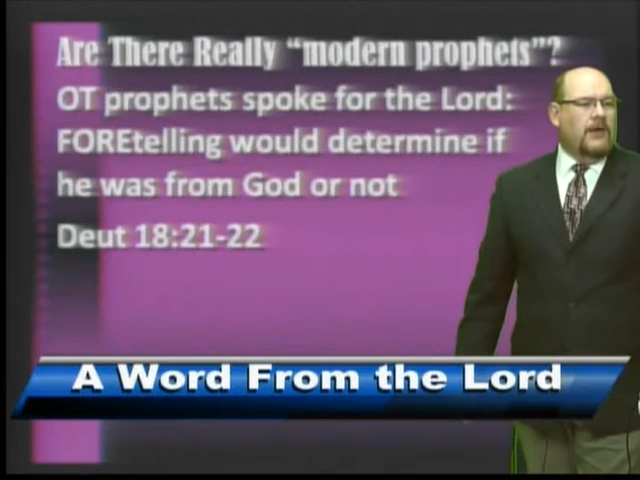 Are There Really “modern prophets”?
OT prophets spoke for the Lord:
FOREtelling would determine if
he was from God or not
Deut 18:21-22
A Word From the Lord